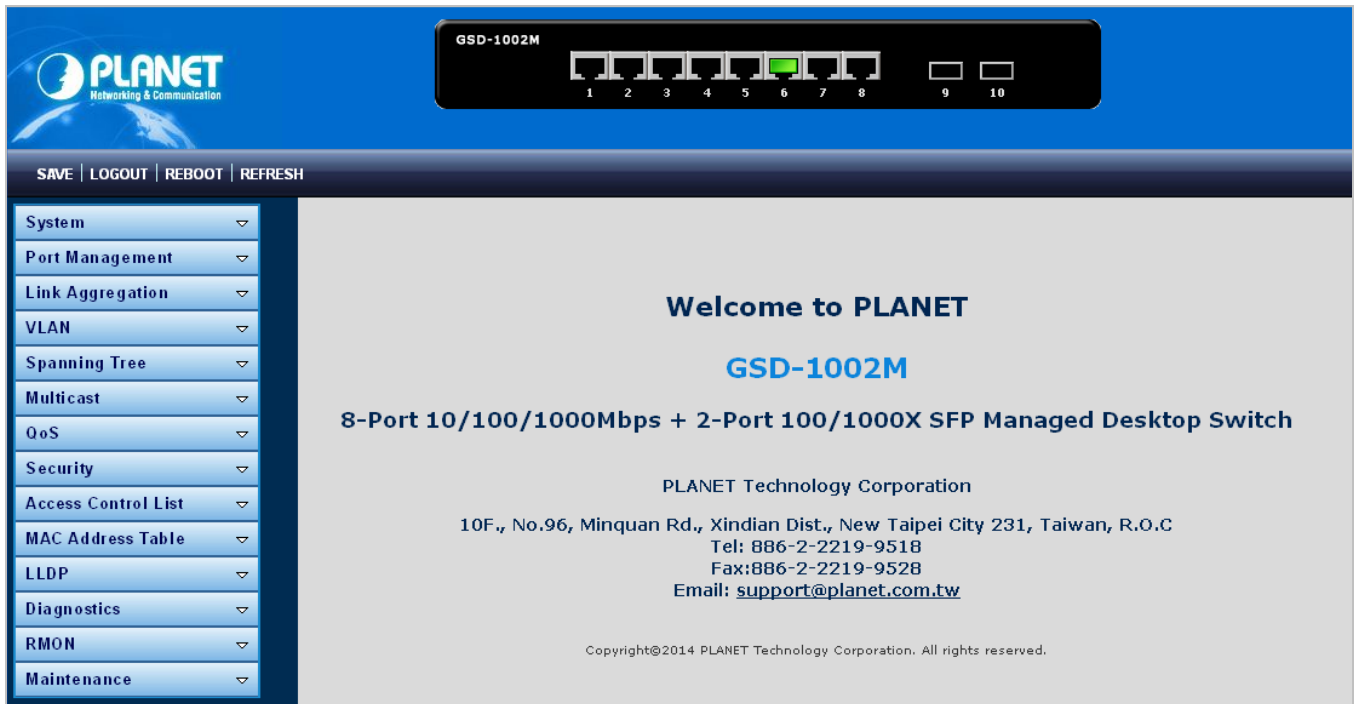 GSD-1002M
PLANET
Networking & Communication
1 2 3 4 5 6 7 8 9 10
SAVE | LOGOUT | REBOOT | REFRESH
System
Port Management
Link Aggregation
VLAN
Spanning Tree
Multicast
QoS
Security
Access Control List
MAC Address Table
LLDP
Diagnostics
RMON
Maintenance
Welcome to PLANET
GSD-1002M
8-Port 10/100/1000Mbps + 2-Port 100/1000X SFP Managed Desktop Switch
PLANET Technology Corporation
10F., No.96, Minquan Rd., Xindian Dist., New Taipei City 231, Taiwan, R.O.C
Tel: 886-2-2219-9518
Fax:886-2-2219-9528
Email: support@planet.com.tw
Copyright©2014 PLANET Technology Corporation. All rights reserved.